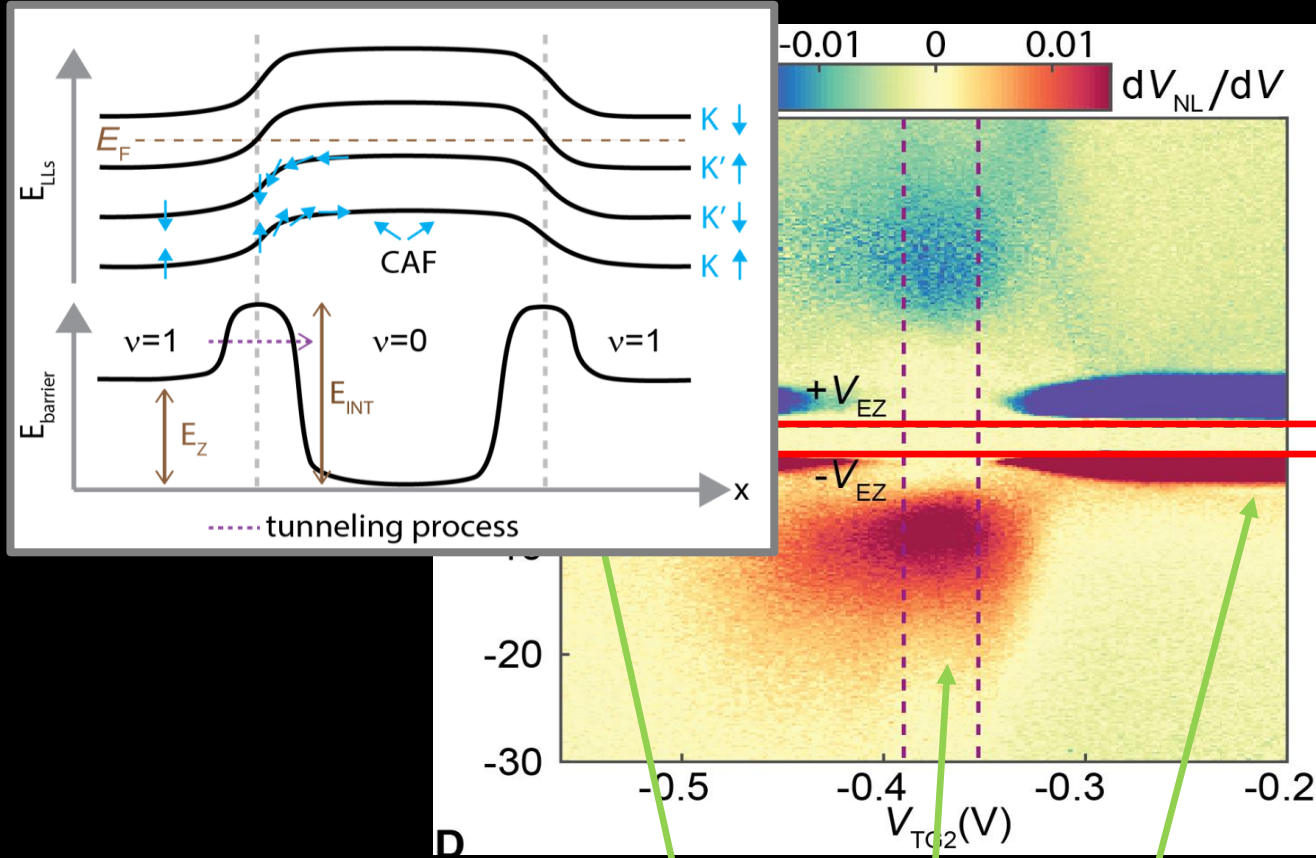 E_LLs
E_F
K ↓
K' ↑
K' ↓
K ↑
CAF
ν=1
ν=0
ν=1
E_barrier
E_Z
E_INT
x
tunneling process
-0.01 0 0.01
dV_NL/dV
+V_EZ
-V_EZ
-20
-30
-0.5 -0.4 -0.3 -0.2
V_TG2(V)
D